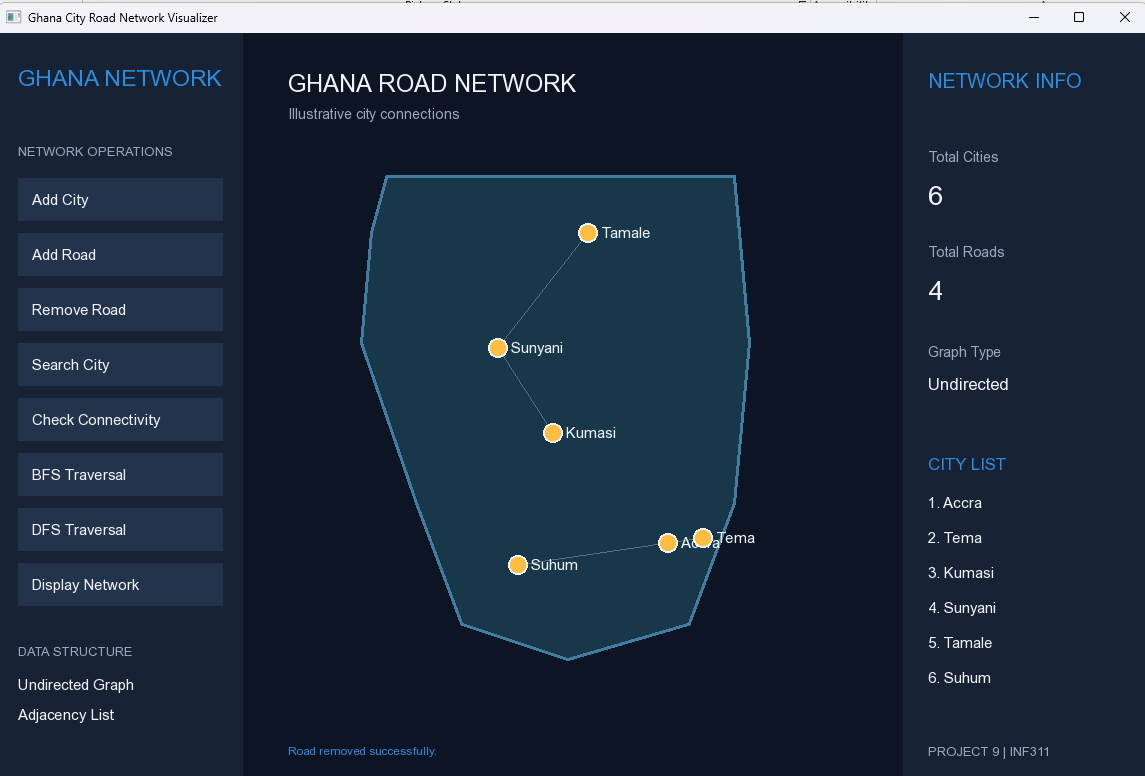 Ghana City Road Network Visualizer
GHANA NETWORK
NETWORK OPERATIONS
Add City
Add Road
Remove Road
Search City
Check Connectivity
BFS Traversal
DFS Traversal
Display Network
DATA STRUCTURE
Undirected Graph
Adjacency List
GHANA ROAD NETWORK
Illustrative city connections
Tamale
Sunyani
Kumasi
Accra
Tema
Suhum
Road removed successfully.
NETWORK INFO
Total Cities
6
Total Roads
4
Graph Type
Undirected
CITY LIST
1. Accra
2. Tema
3. Kumasi
4. Sunyani
5. Tamale
6. Suhum
PROJECT 9 | INF311